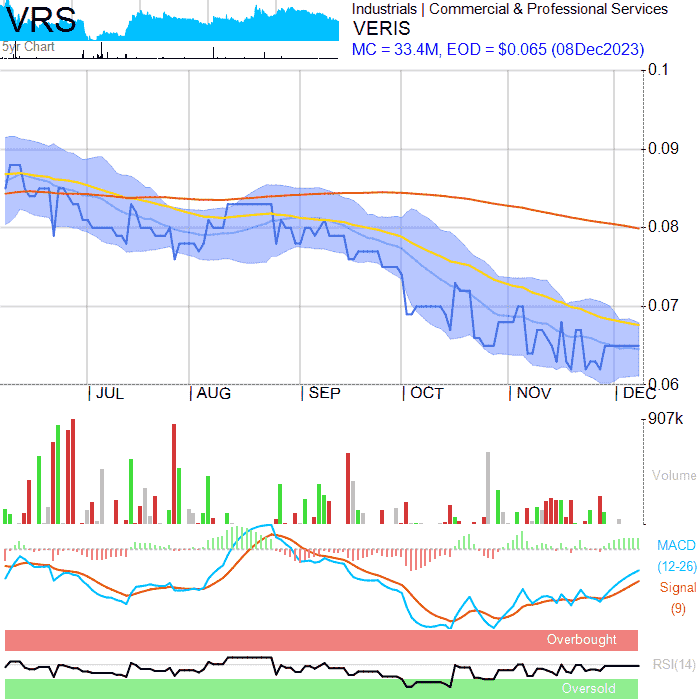 VRS
5yr Chart
Industrials | Commercial & Professional Services
VERIS
MC = 33.4M, EOD = $0.065 (08Dec2023)
0.1
0.09
0.08
0.07
0.06
JUL
AUG
SEP
OCT
NOV
DEC
907k
Volume
MACD
(12-26)
Signal
(9)
Overbought
RSI(14)
Oversold